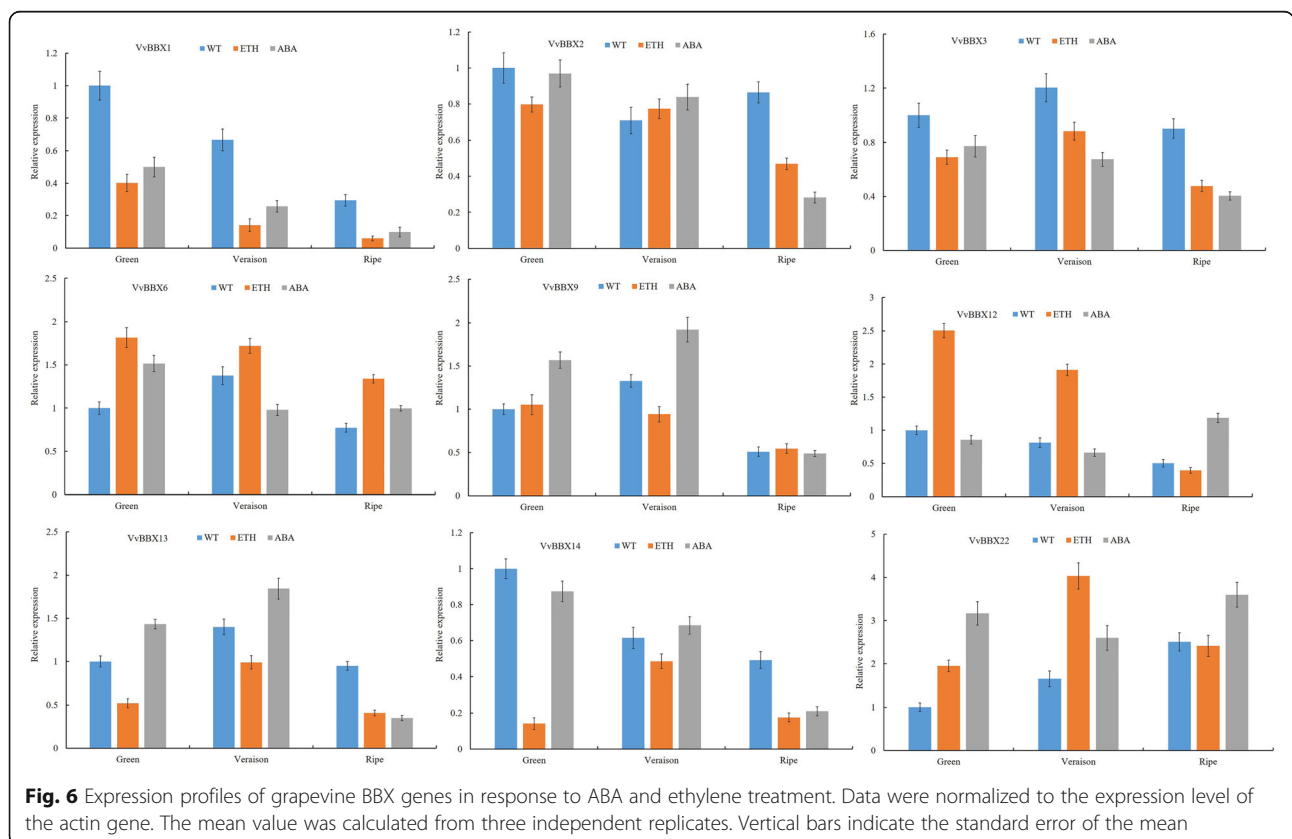 VvBBX1 WT ETH ABA
1.2
1
0.8
0.6
0.4
0.2
0
Relative expression
Green Veraison Ripe
VvBBX2 WT ETH ABA
1.2
1
0.8
0.6
0.4
0.2
0
Relative expression
Green Veraison Ripe
VvBBX3 WT ETH ABA
1.6
1.2
0.8
0.4
0
Relative expression
Green Veraison Ripe
VvBBX6 WT ETH ABA
2.5
2
1.5
1
0.5
0
Relative expression
Green Veraison Ripe
VvBBX9 WT ETH ABA
2.5
2
1.5
1
0.5
0
Relative expression
Green Veraison Ripe
VvBBX12 WT ETH ABA
3
2.5
2
1.5
1
0.5
0
Relative expression
Green Veraison Ripe
VvBBX13 WT ETH ABA
2.5
2
1.5
1
0.5
0
Relative expression
Green Veraison Ripe
VvBBX14 WT ETH ABA
1.2
1
0.8
0.6
0.4
0.2
0
Relative expression
Green Veraison Ripe
VvBBX22 WT ETH ABA
5
4
3
2
1
0
Relative expression
Green Veraison Ripe
Fig. 6 Expression profiles of grapevine BBX genes in response to ABA and ethylene treatment. Data were normalized to the expression level of
the actin gene. The mean value was calculated from three independent replicates. Vertical bars indicate the standard error of the mean